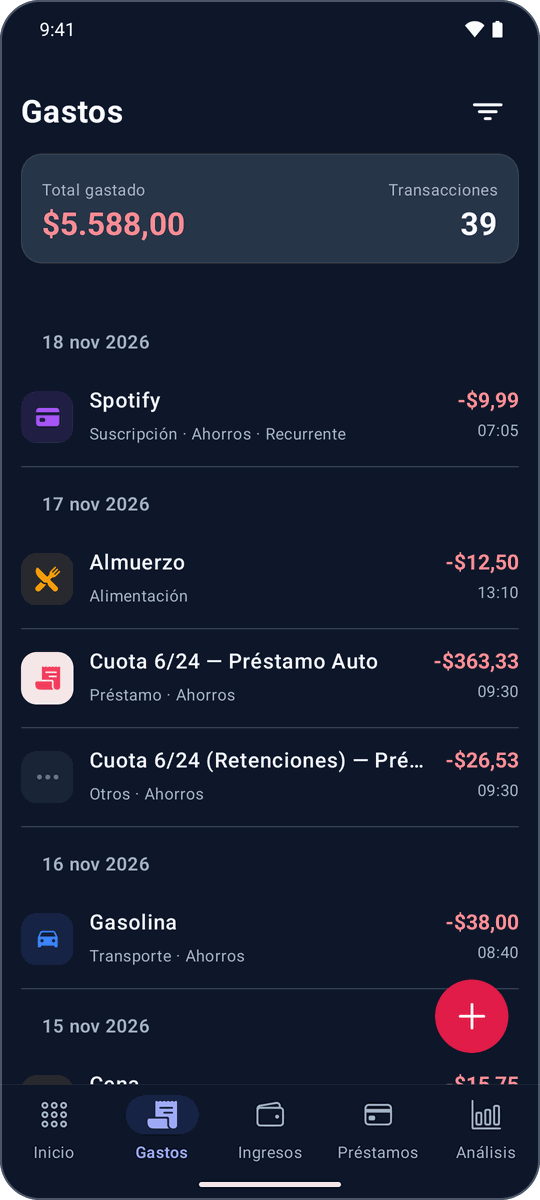 9:41
Gastos
Total gastado
Transacciones
$5.588,00
39
18 nov 2026
Spotify
-$9,99
Suscripción · Ahorros · Recurrente
07:05
17 nov 2026
Almuerzo
-$12,50
Alimentación
13:10
Cuota 6/24 — Préstamo Auto
-$363,33
Préstamo · Ahorros
09:30
Cuota 6/24 (Retenciones) — Pré…
-$26,53
Otros · Ahorros
09:30
16 nov 2026
Gasolina
-$38,00
Transporte · Ahorros
08:40
15 nov 2026
Cena
-$15,75
Inicio
Gastos
Ingresos
Préstamos
Análisis